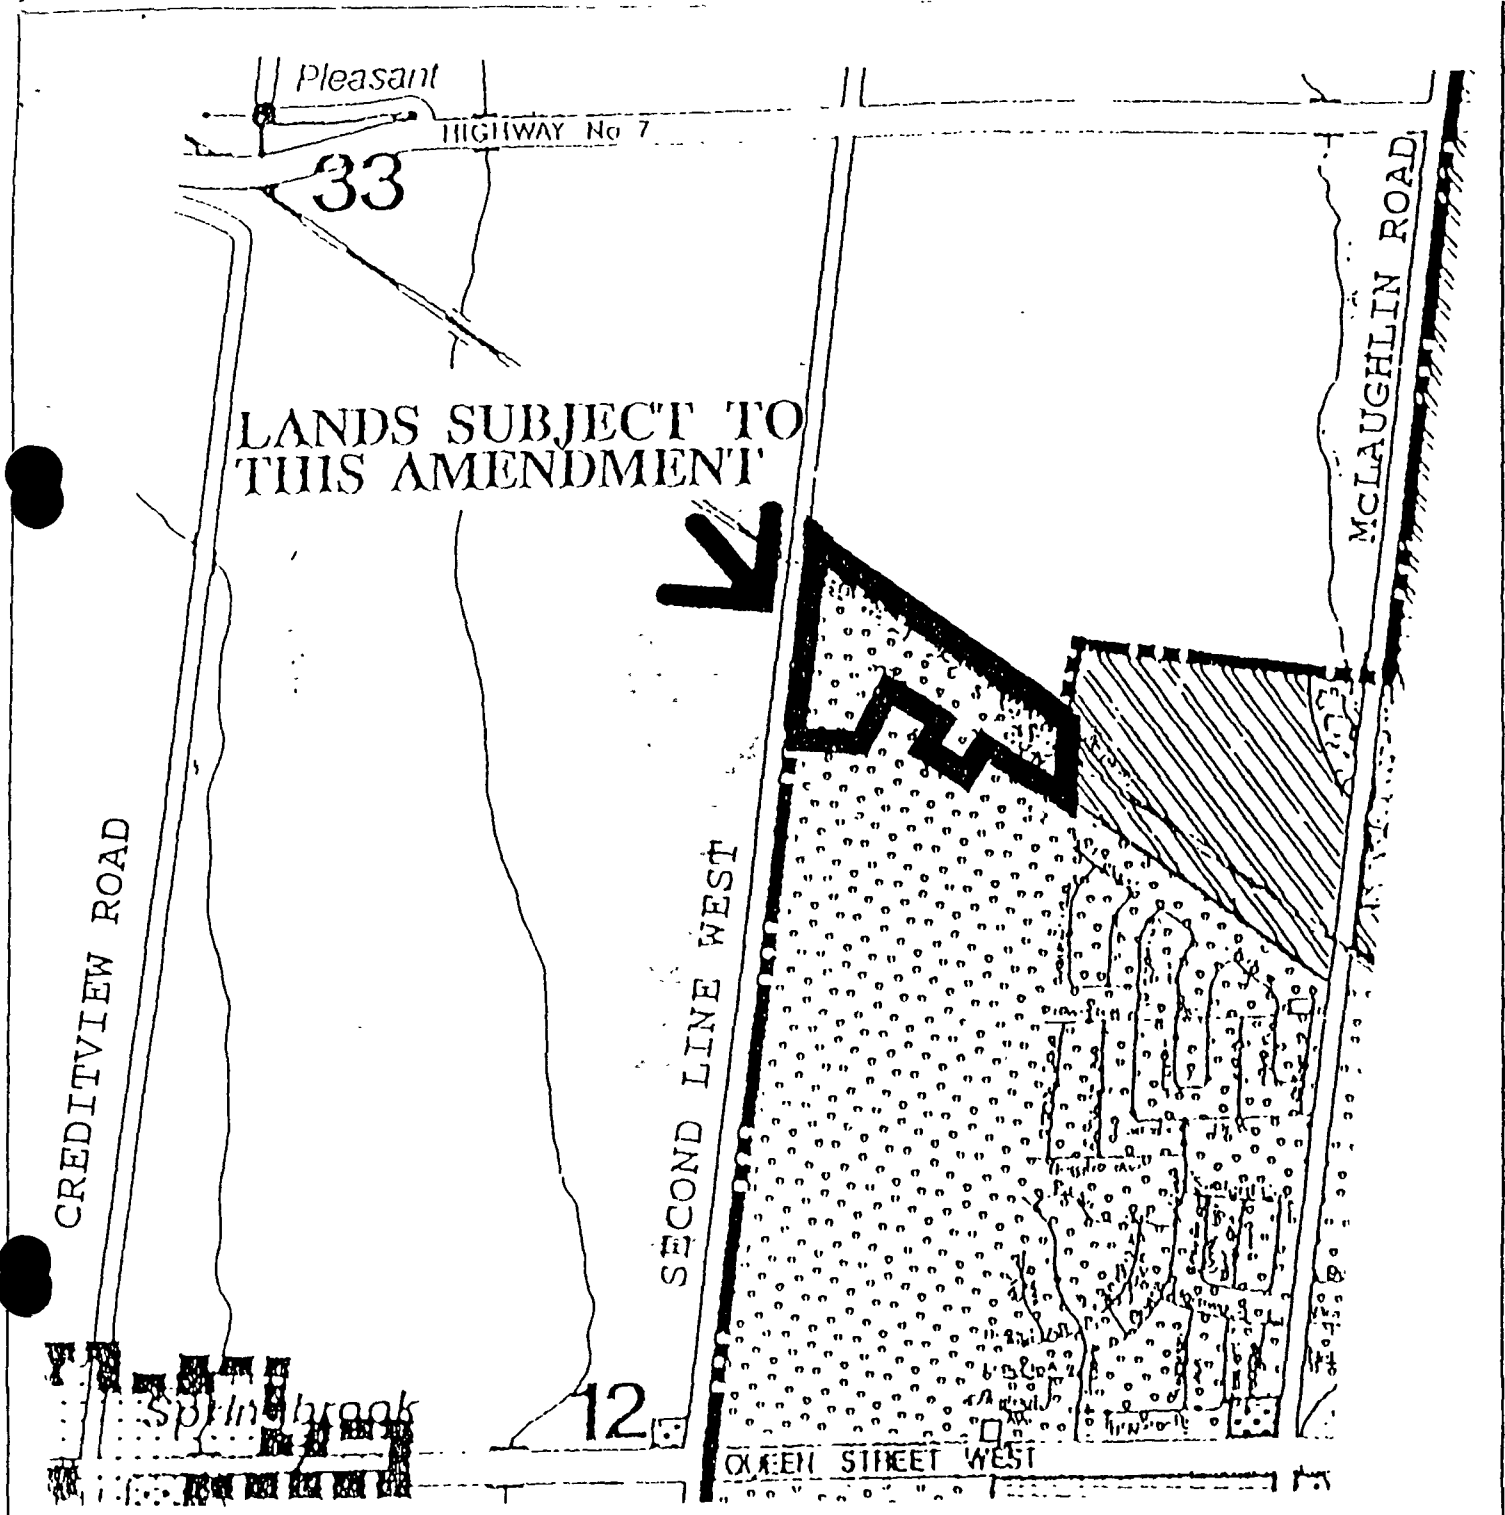 Pleasant
HIGHWAY No 7
33
McLAUGHLIN ROAD
LANDS SUBJECT TO
THIS AMENDMENT
CREDITVIEW ROAD
SECOND LINE WEST
Springbrook
12
QUEEN STREET WEST